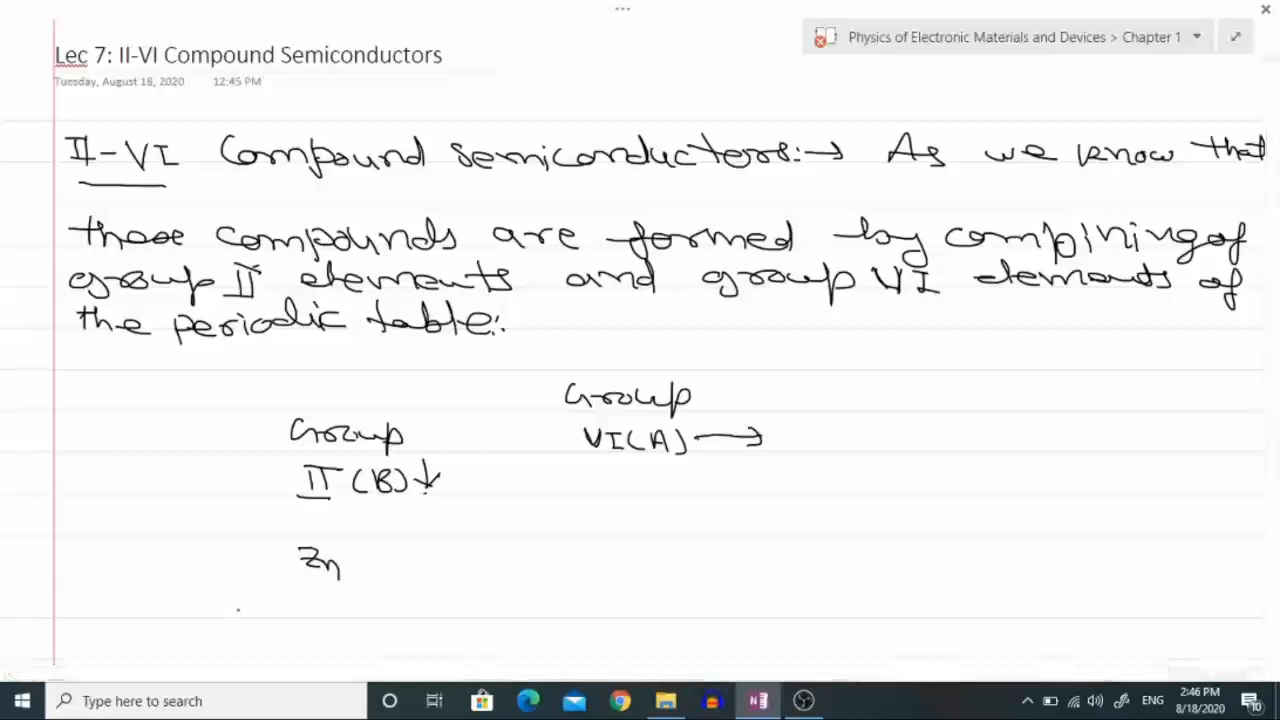 Lec 7: II-VI Compound Semiconductors
Physics of Electronic Materials and Devices > Chapter 1
Tuesday, August 18, 2020 12:45 PM
II-VI Compound semiconductors:→ As we know that
these compounds are formed by compining of
group II elements and group VI elements of
the periodic table:
Group
VI(A)→
Group
II (B)↓
Zn
Type here to search
ENG
2:46 PM
8/18/2020
10